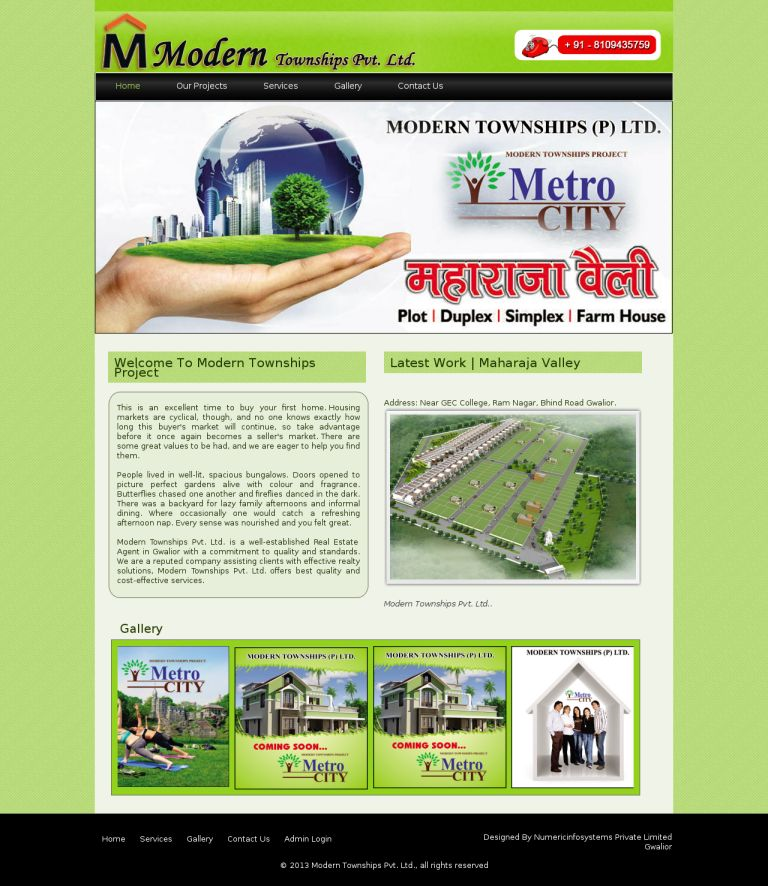 Modern Townships Pvt. Ltd.
+ 91 - 8109435759
Home Our Projects Services Gallery Contact Us
MODERN TOWNSHIPS (P) LTD.
MODERN TOWNSHIPS PROJECT
Metro
CITY
महाराजा वैली
Plot | Duplex | Simplex | Farm House
Welcome To Modern Townships
Project
This is an excellent time to buy your first home. Housing
markets are cyclical, though, and no one knows exactly how
long this buyer's market will continue, so take advantage
before it once again becomes a seller's market. There are
some great values to be had, and we are eager to help you find
them.
People lived in well-lit, spacious bungalows. Doors opened to
picture perfect gardens alive with colour and fragrance.
Butterflies chased one another and fireflies danced in the dark.
There was a backyard for lazy family afternoons and informal
dining. Where occasionally one would catch a refreshing
afternoon nap. Every sense was nourished and you felt great.
Modern Townships Pvt. Ltd. is a well-established Real Estate
Agent in Gwalior with a commitment to quality and standards.
We are a reputed company assisting clients with effective realty
solutions, Modern Townships Pvt. Ltd. offers best quality and
cost-effective services.
Latest Work | Maharaja Valley
Address: Near GEC College, Ram Nagar, Bhind Road Gwalior.
Modern Townships Pvt. Ltd..
Gallery
MODERN TOWNSHIPS PROJECT
Metro
CITY
MODERN TOWNSHIPS (P) LTD.
COMING SOON...
MODERN TOWNSHIPS PROJECT
Metro
CITY
MODERN TOWNSHIPS (P) LTD.
COMING SOON...
MODERN TOWNSHIPS PROJECT
Metro
CITY
MODERN TOWNSHIPS (P) LTD.
Metro
CITY
Home Services Gallery Contact Us Admin Login
Designed By Numericinfosystems Private Limited
Gwalior
© 2013 Modern Townships Pvt. Ltd., all rights reserved